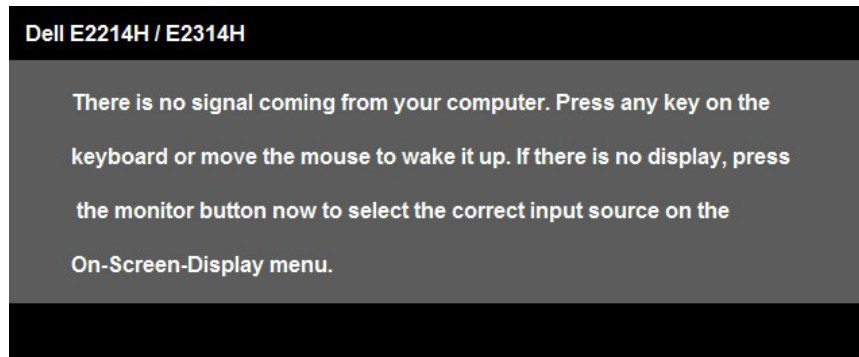 Dell E2214H / E2314H
There is no signal coming from your computer. Press any key on the
keyboard or move the mouse to wake it up. If there is no display, press
the monitor button now to select the correct input source on the
On-Screen-Display menu.